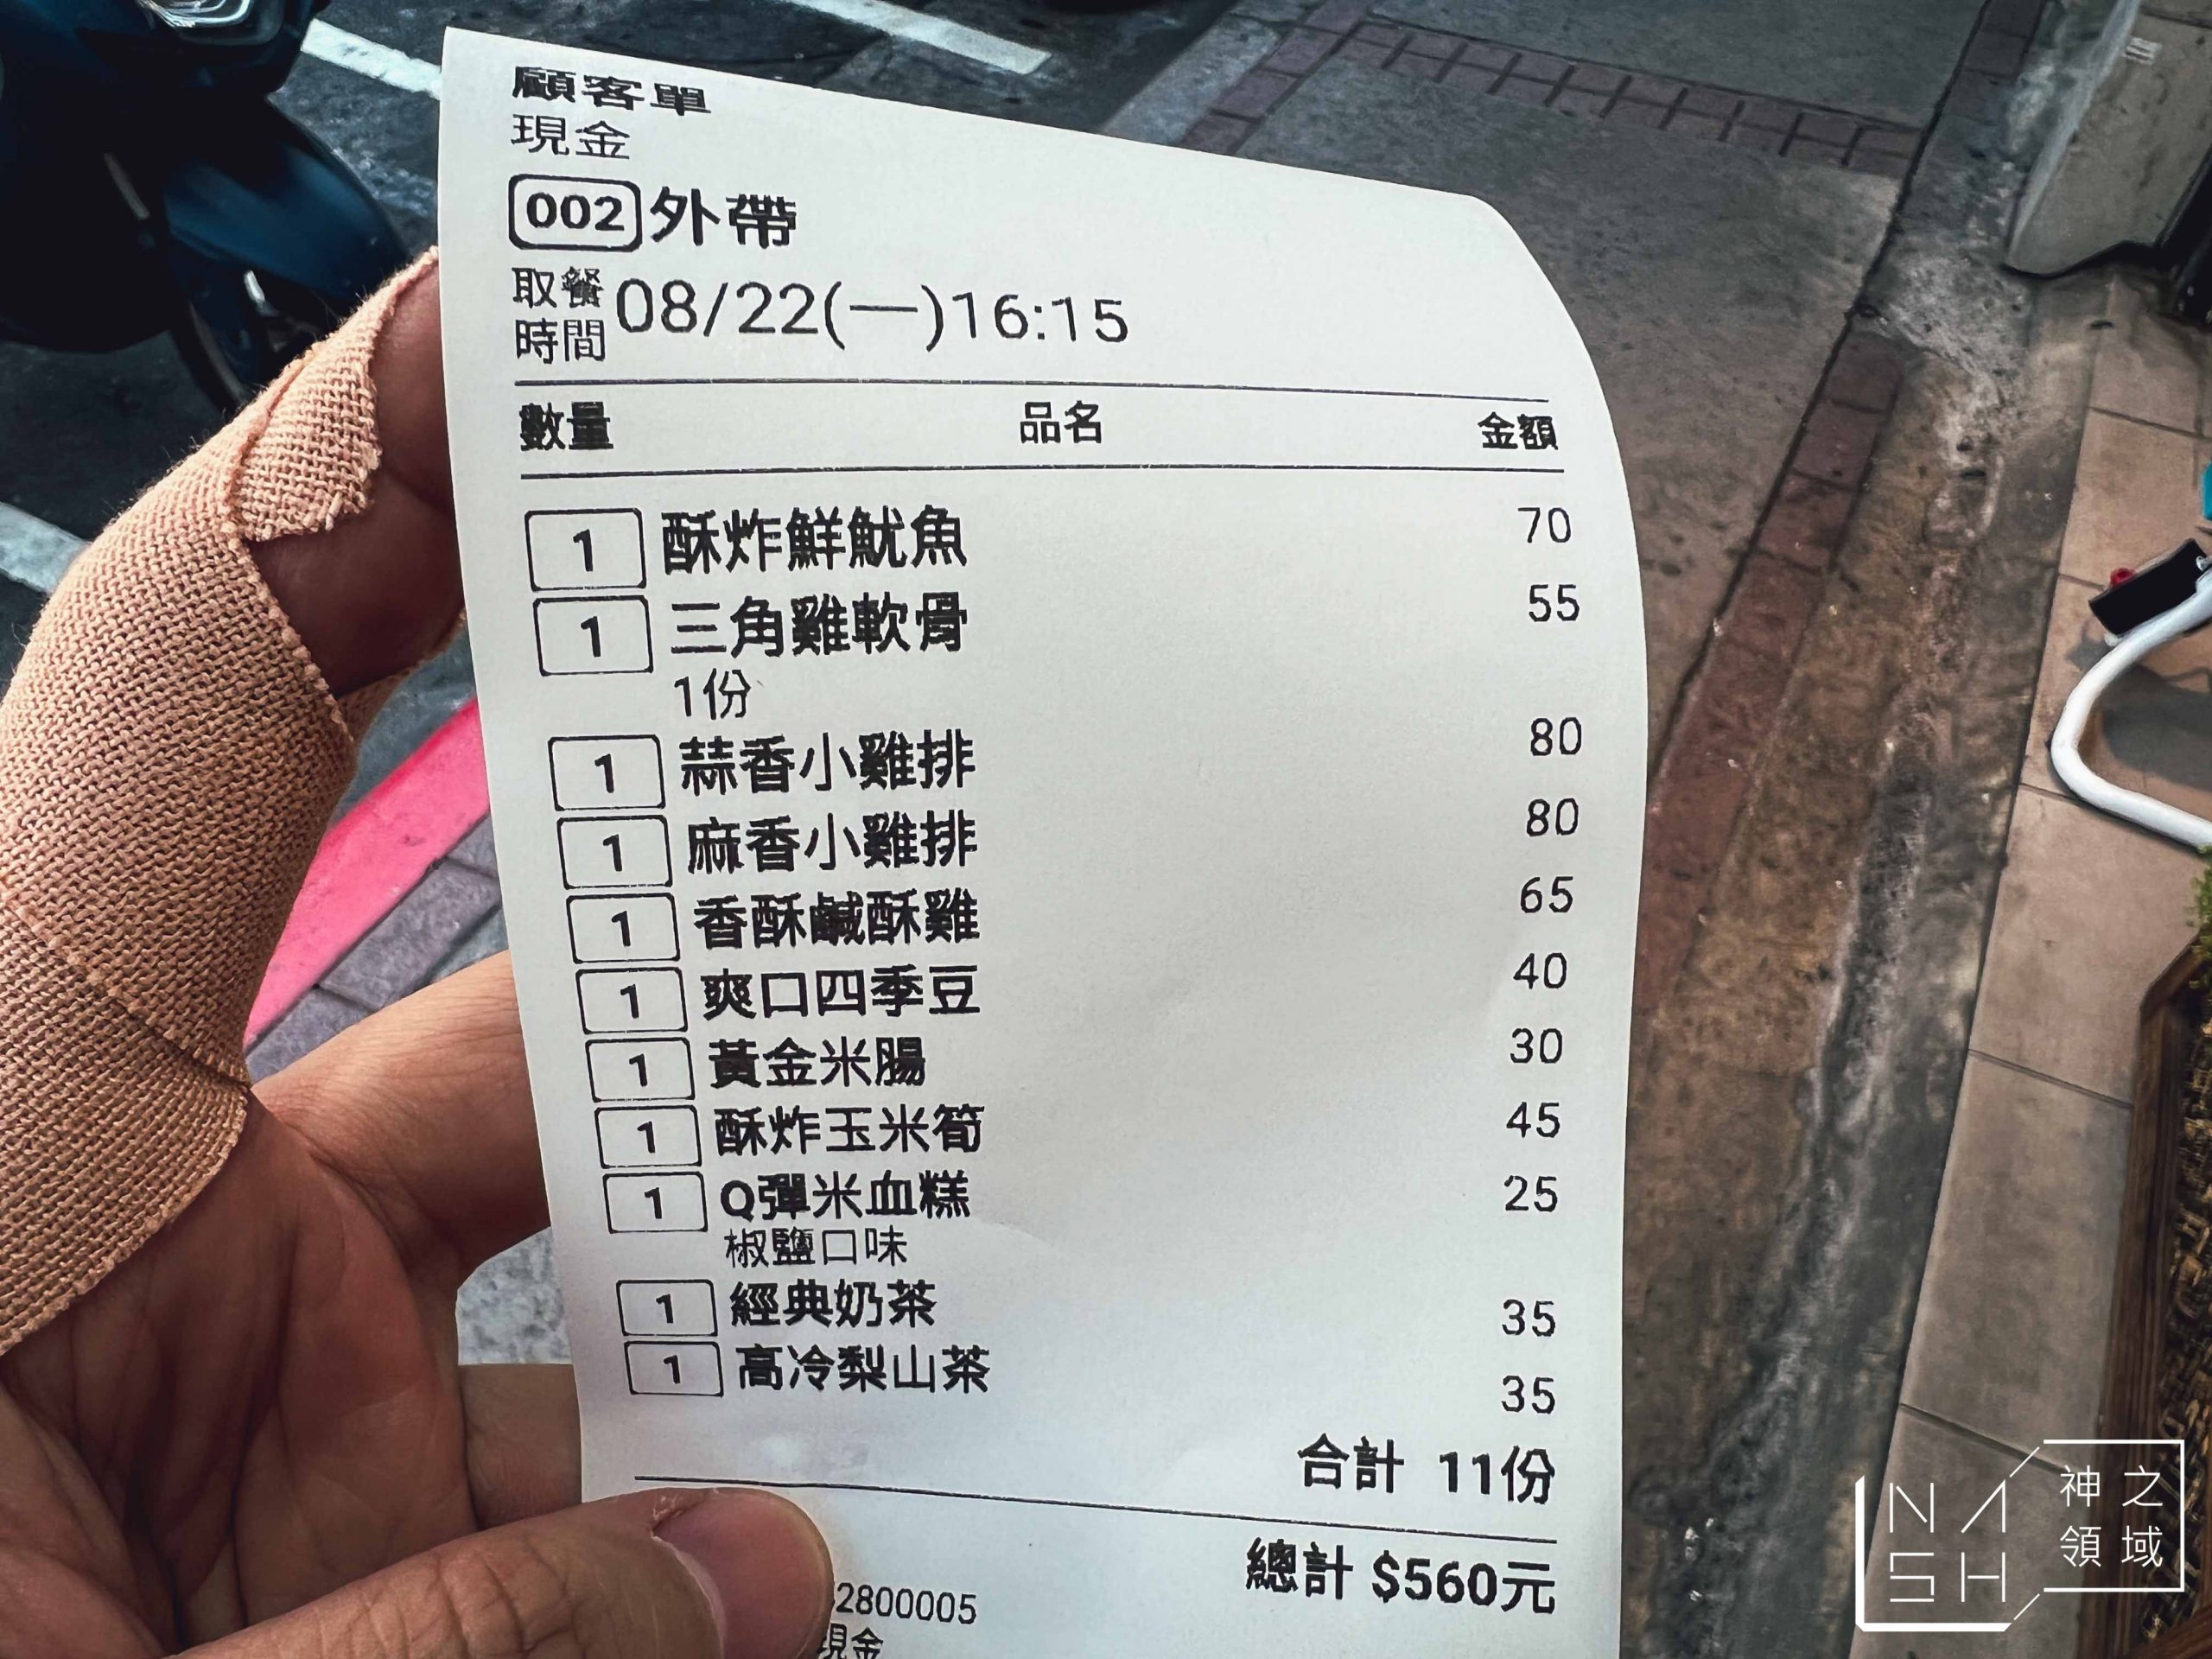 顧客單
現金
002 外帶
取餐時間 08/22(一)16:15
數量 品名 金額
1 酥炸鮮魷魚 70
1 三角雞軟骨 55
1份
1 蒜香小雞排 80
1 麻香小雞排 80
1 香酥鹹酥雞 65
1 爽口四季豆 40
1 黃金米腸 30
1 酥炸玉米筍 45
1 Q彈米血糕 25
椒鹽口味
1 經典奶茶 35
1 高冷梨山茶 35
合計 11份
總計 $560元
2800005
現金
NASH 神之領域